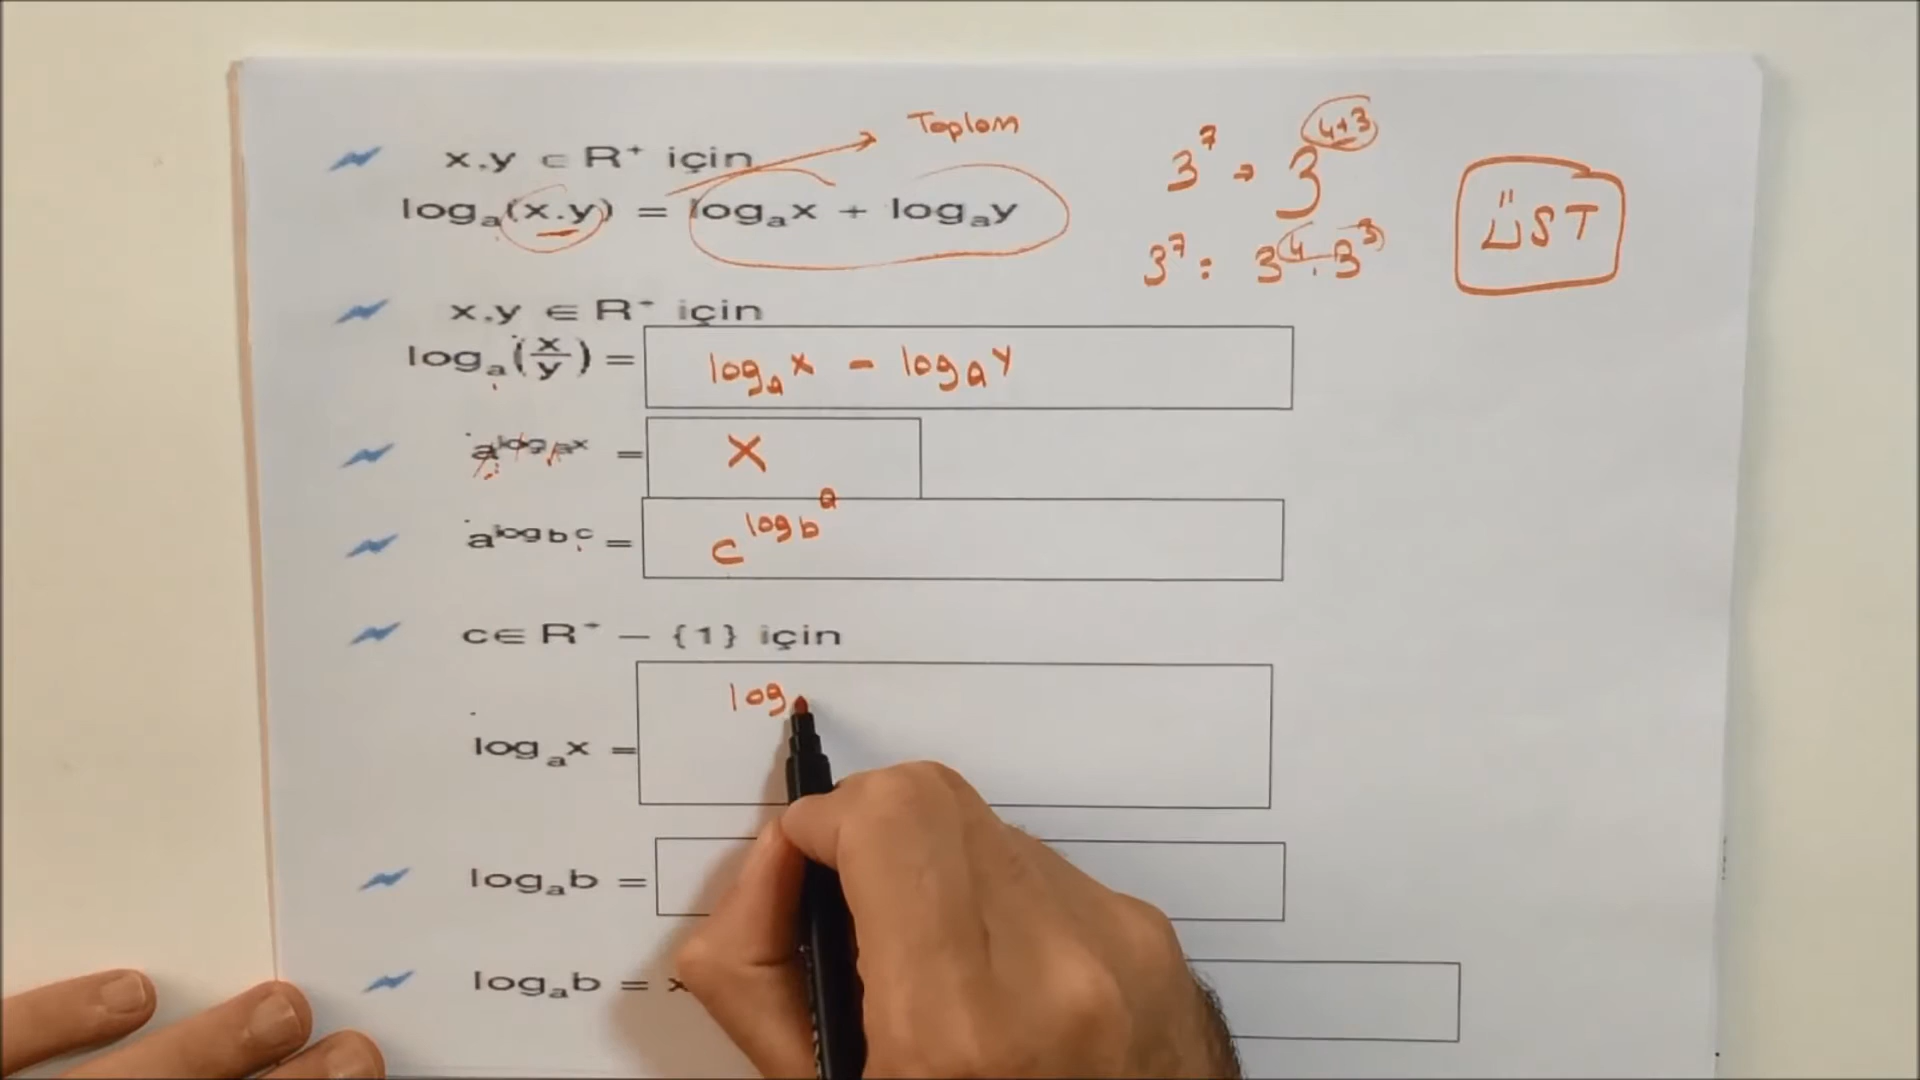 Toplam
x.y ⊂ R⁺ için
logₐ(x.y) = logₐx + logₐy
3⁷ → 3⁴⁺³
3⁷ = 3⁴ . 3³
ÜST
x.y ∈ R⁺ için
logₐ(x/y) = logₐx - logₐy
a^(logₐx) = x
a^(log_b c) = c^(log_b a)
c ∈ R⁺ − {1} için
log
logₐx =
logₐb =
logₐb = x